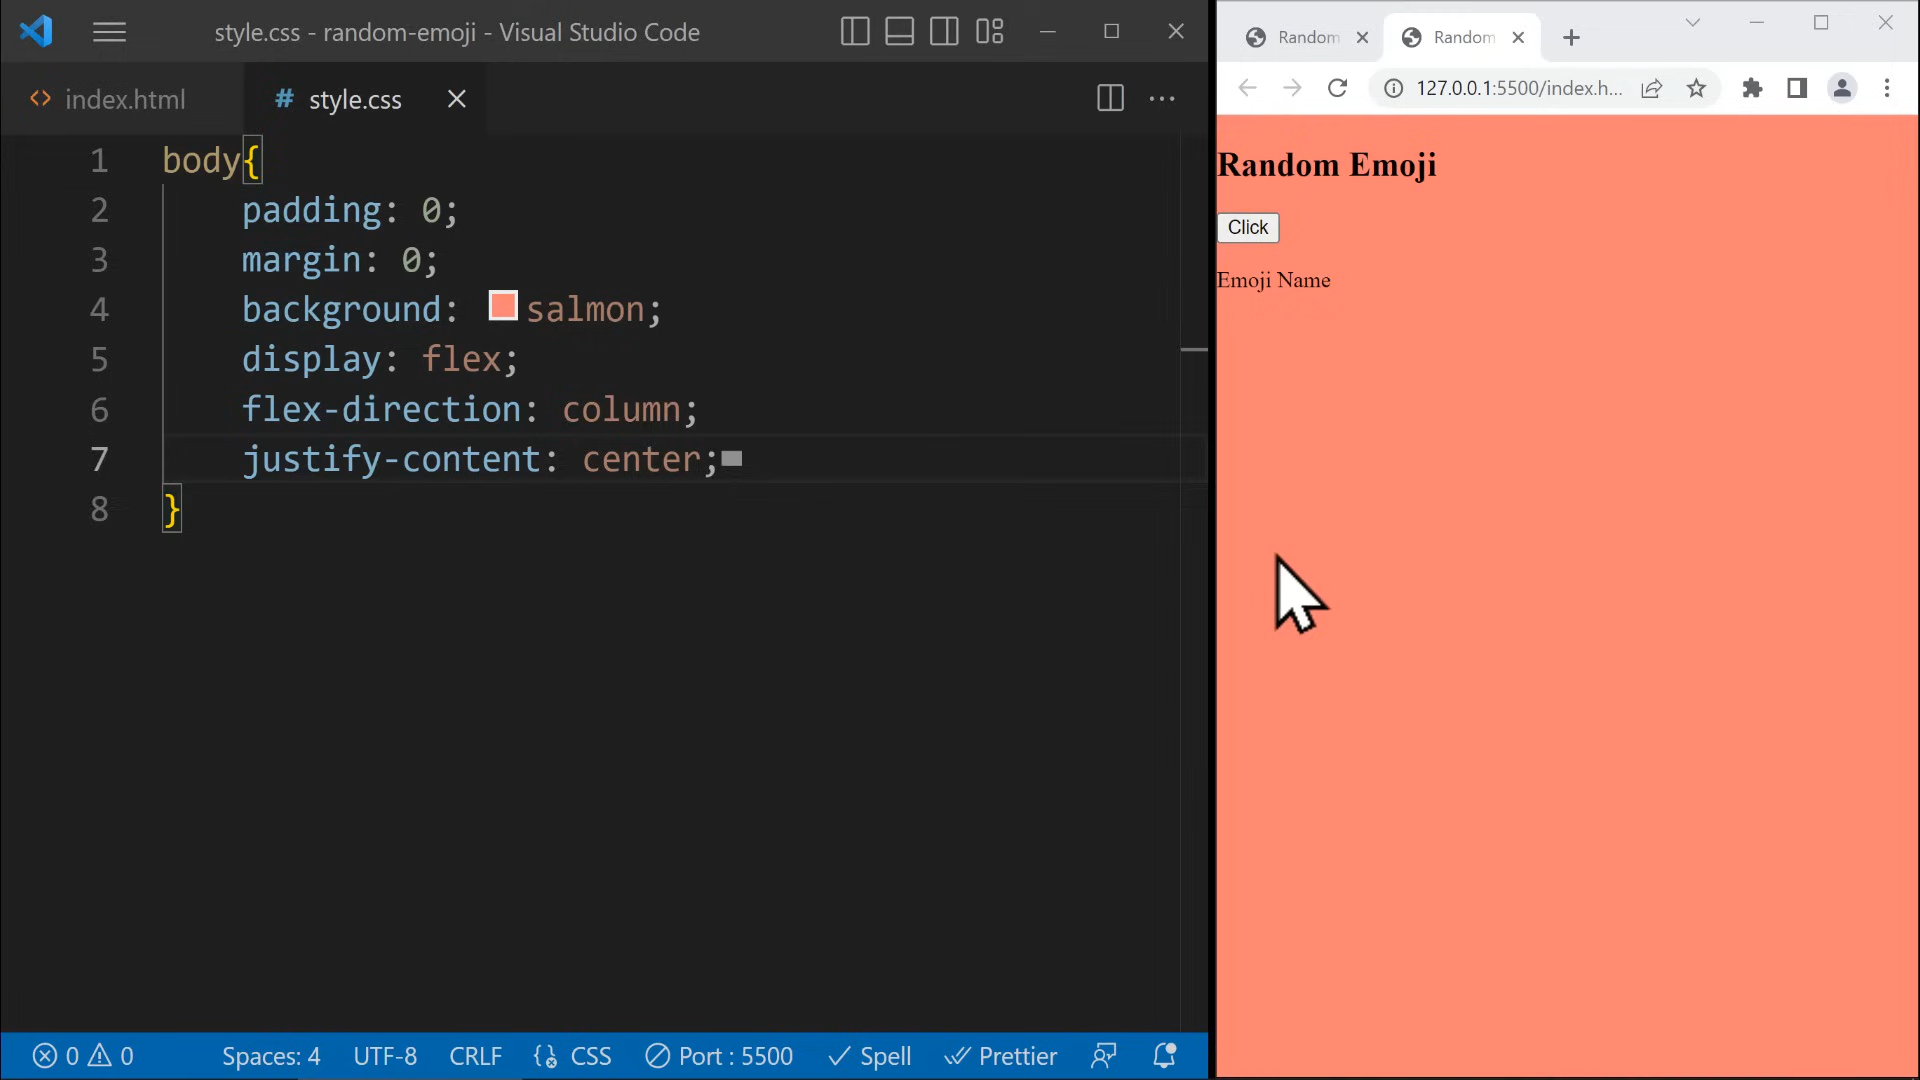 style.css - random-emoji - Visual Studio Code
index.html
# style.css
1 body{
2 padding: 0;
3 margin: 0;
4 background: salmon;
5 display: flex;
6 flex-direction: column;
7 justify-content: center;
8 }
0 0 Spaces: 4 UTF-8 CRLF CSS Port : 5500 Spell Prettier
Random Random
127.0.0.1:5500/index.h...
Random Emoji
Click
Emoji Name